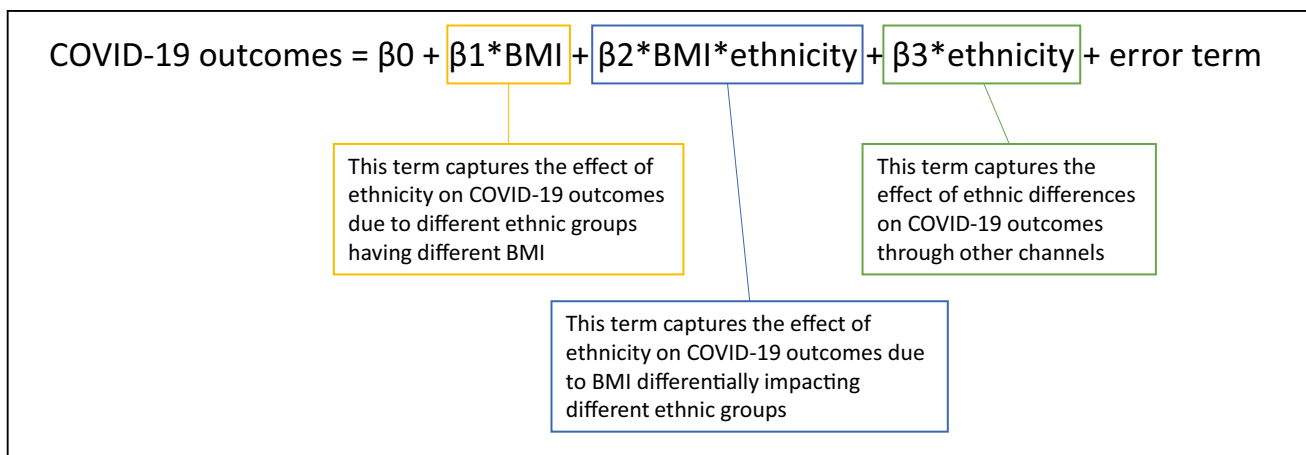 COVID-19 outcomes = β0 + β1*BMI + β2*BMI*ethnicity + β3*ethnicity + error term
This term captures the effect of
ethnicity on COVID-19 outcomes
due to different ethnic groups
having different BMI
This term captures the effect of
ethnicity on COVID-19 outcomes due
to BMI differentially impacting
different ethnic groups
This term captures the
effect of ethnic differences
on COVID-19 outcomes
through other channels